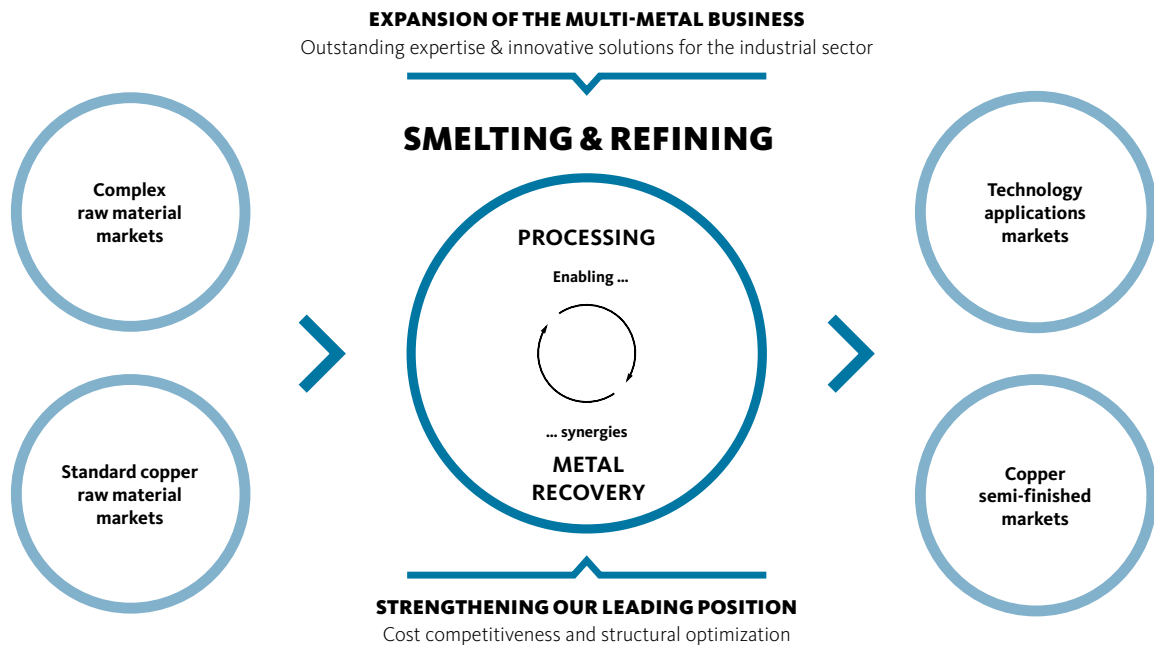 EXPANSION OF THE MULTI-METAL BUSINESS
Outstanding expertise & innovative solutions for the industrial sector
SMELTING & REFINING
Complex
raw material
markets
Standard copper
raw material
markets
PROCESSING
Enabling ...
... synergies
METAL
RECOVERY
Technology
applications
markets
Copper
semi-finished
markets
STRENGTHENING OUR LEADING POSITION
Cost competitiveness and structural optimization